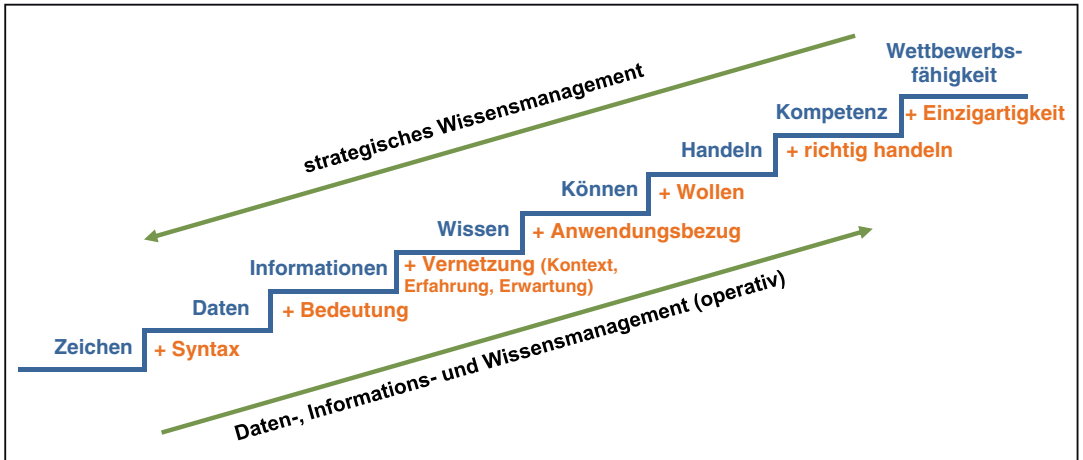 Wettbewerbs-
fähigkeit
+ Einzigartigkeit
Kompetenz
+ richtig handeln
Handeln
+ Wollen
Können
+ Anwendungsbezug
Wissen
+ Vernetzung (Kontext,
Erfahrung, Erwartung)
Informationen
+ Bedeutung
Daten
+ Syntax
Zeichen
strategisches Wissensmanagement
Daten-, Informations- und Wissensmanagement (operativ)